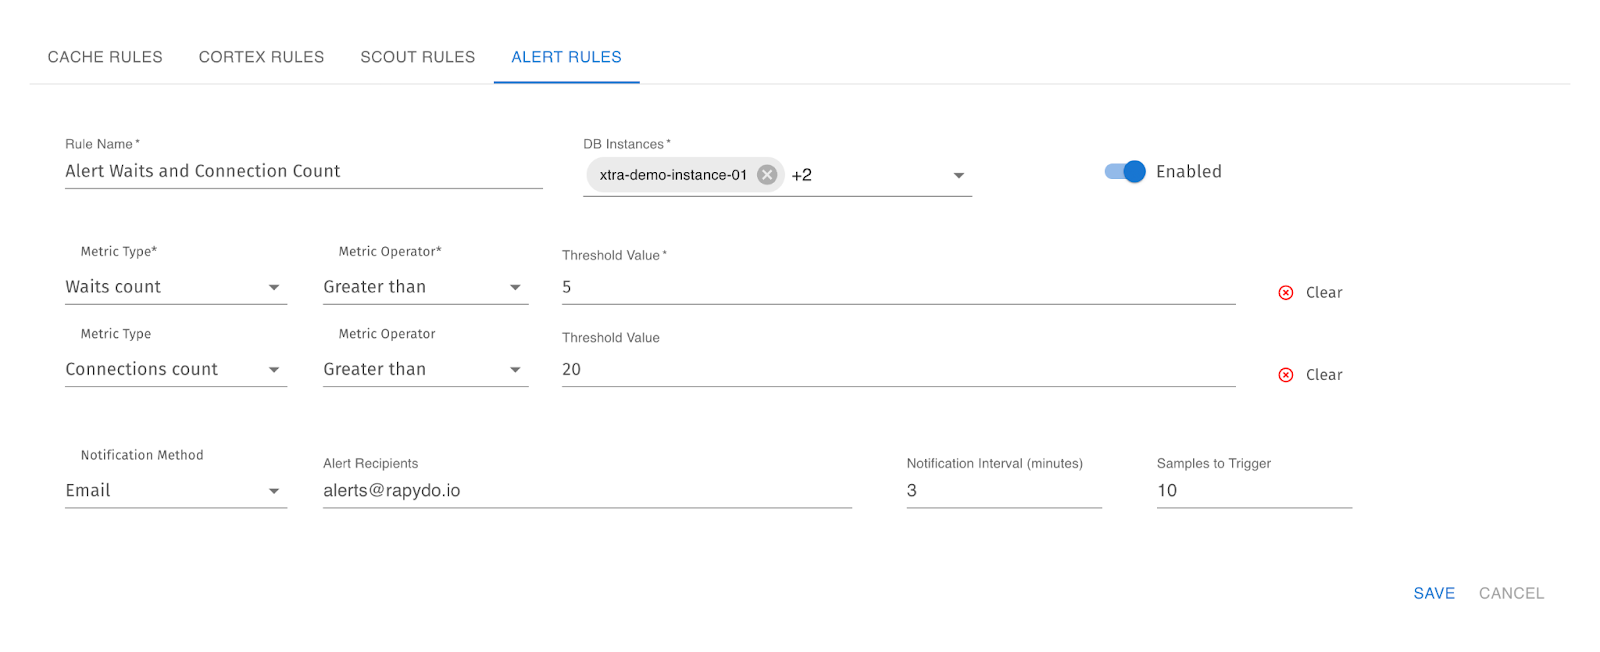 CACHE RULES CORTEX RULES SCOUT RULES ALERT RULES
Rule Name* DB Instances*
Alert Waits and Connection Count xtra-demo-instance-01 +2 Enabled
Metric Type* Metric Operator* Threshold Value*
Waits count Greater than 5 Clear
Metric Type Metric Operator Threshold Value
Connections count Greater than 20 Clear
Notification Method Alert Recipients Notification Interval (minutes) Samples to Trigger
Email alerts@rapydo.io 3 10
SAVE CANCEL